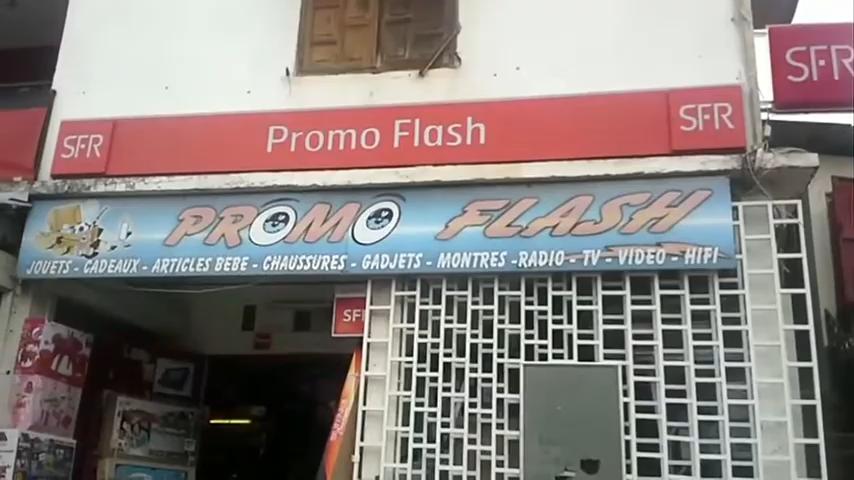 SFR
SFR Promo Flash SFR
PROMO FLASH
JOUETS - CADEAUX - ARTICLES BEBE - CHAUSSURES - GADJETS - MONTRES - RADIO - TV - VIDEO - HIFI
SFR